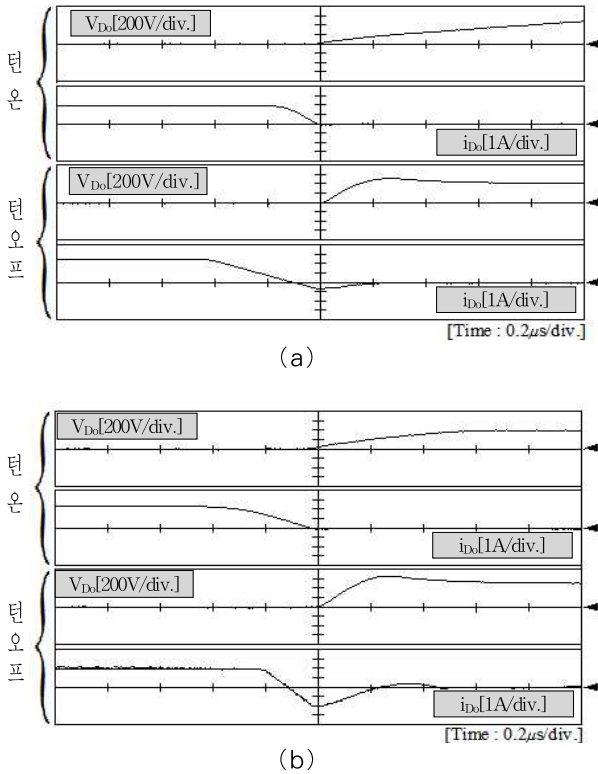 V_Do[200V/div.]
턴온
i_Do[1A/div.]
V_Do[200V/div.]
턴오프
i_Do[1A/div.]
[Time : 0.2μs/div.]
(a)
V_Do[200V/div.]
턴온
i_Do[1A/div.]
V_Do[200V/div.]
턴오프
i_Do[1A/div.]
[Time : 0.2μs/div.]
(b)